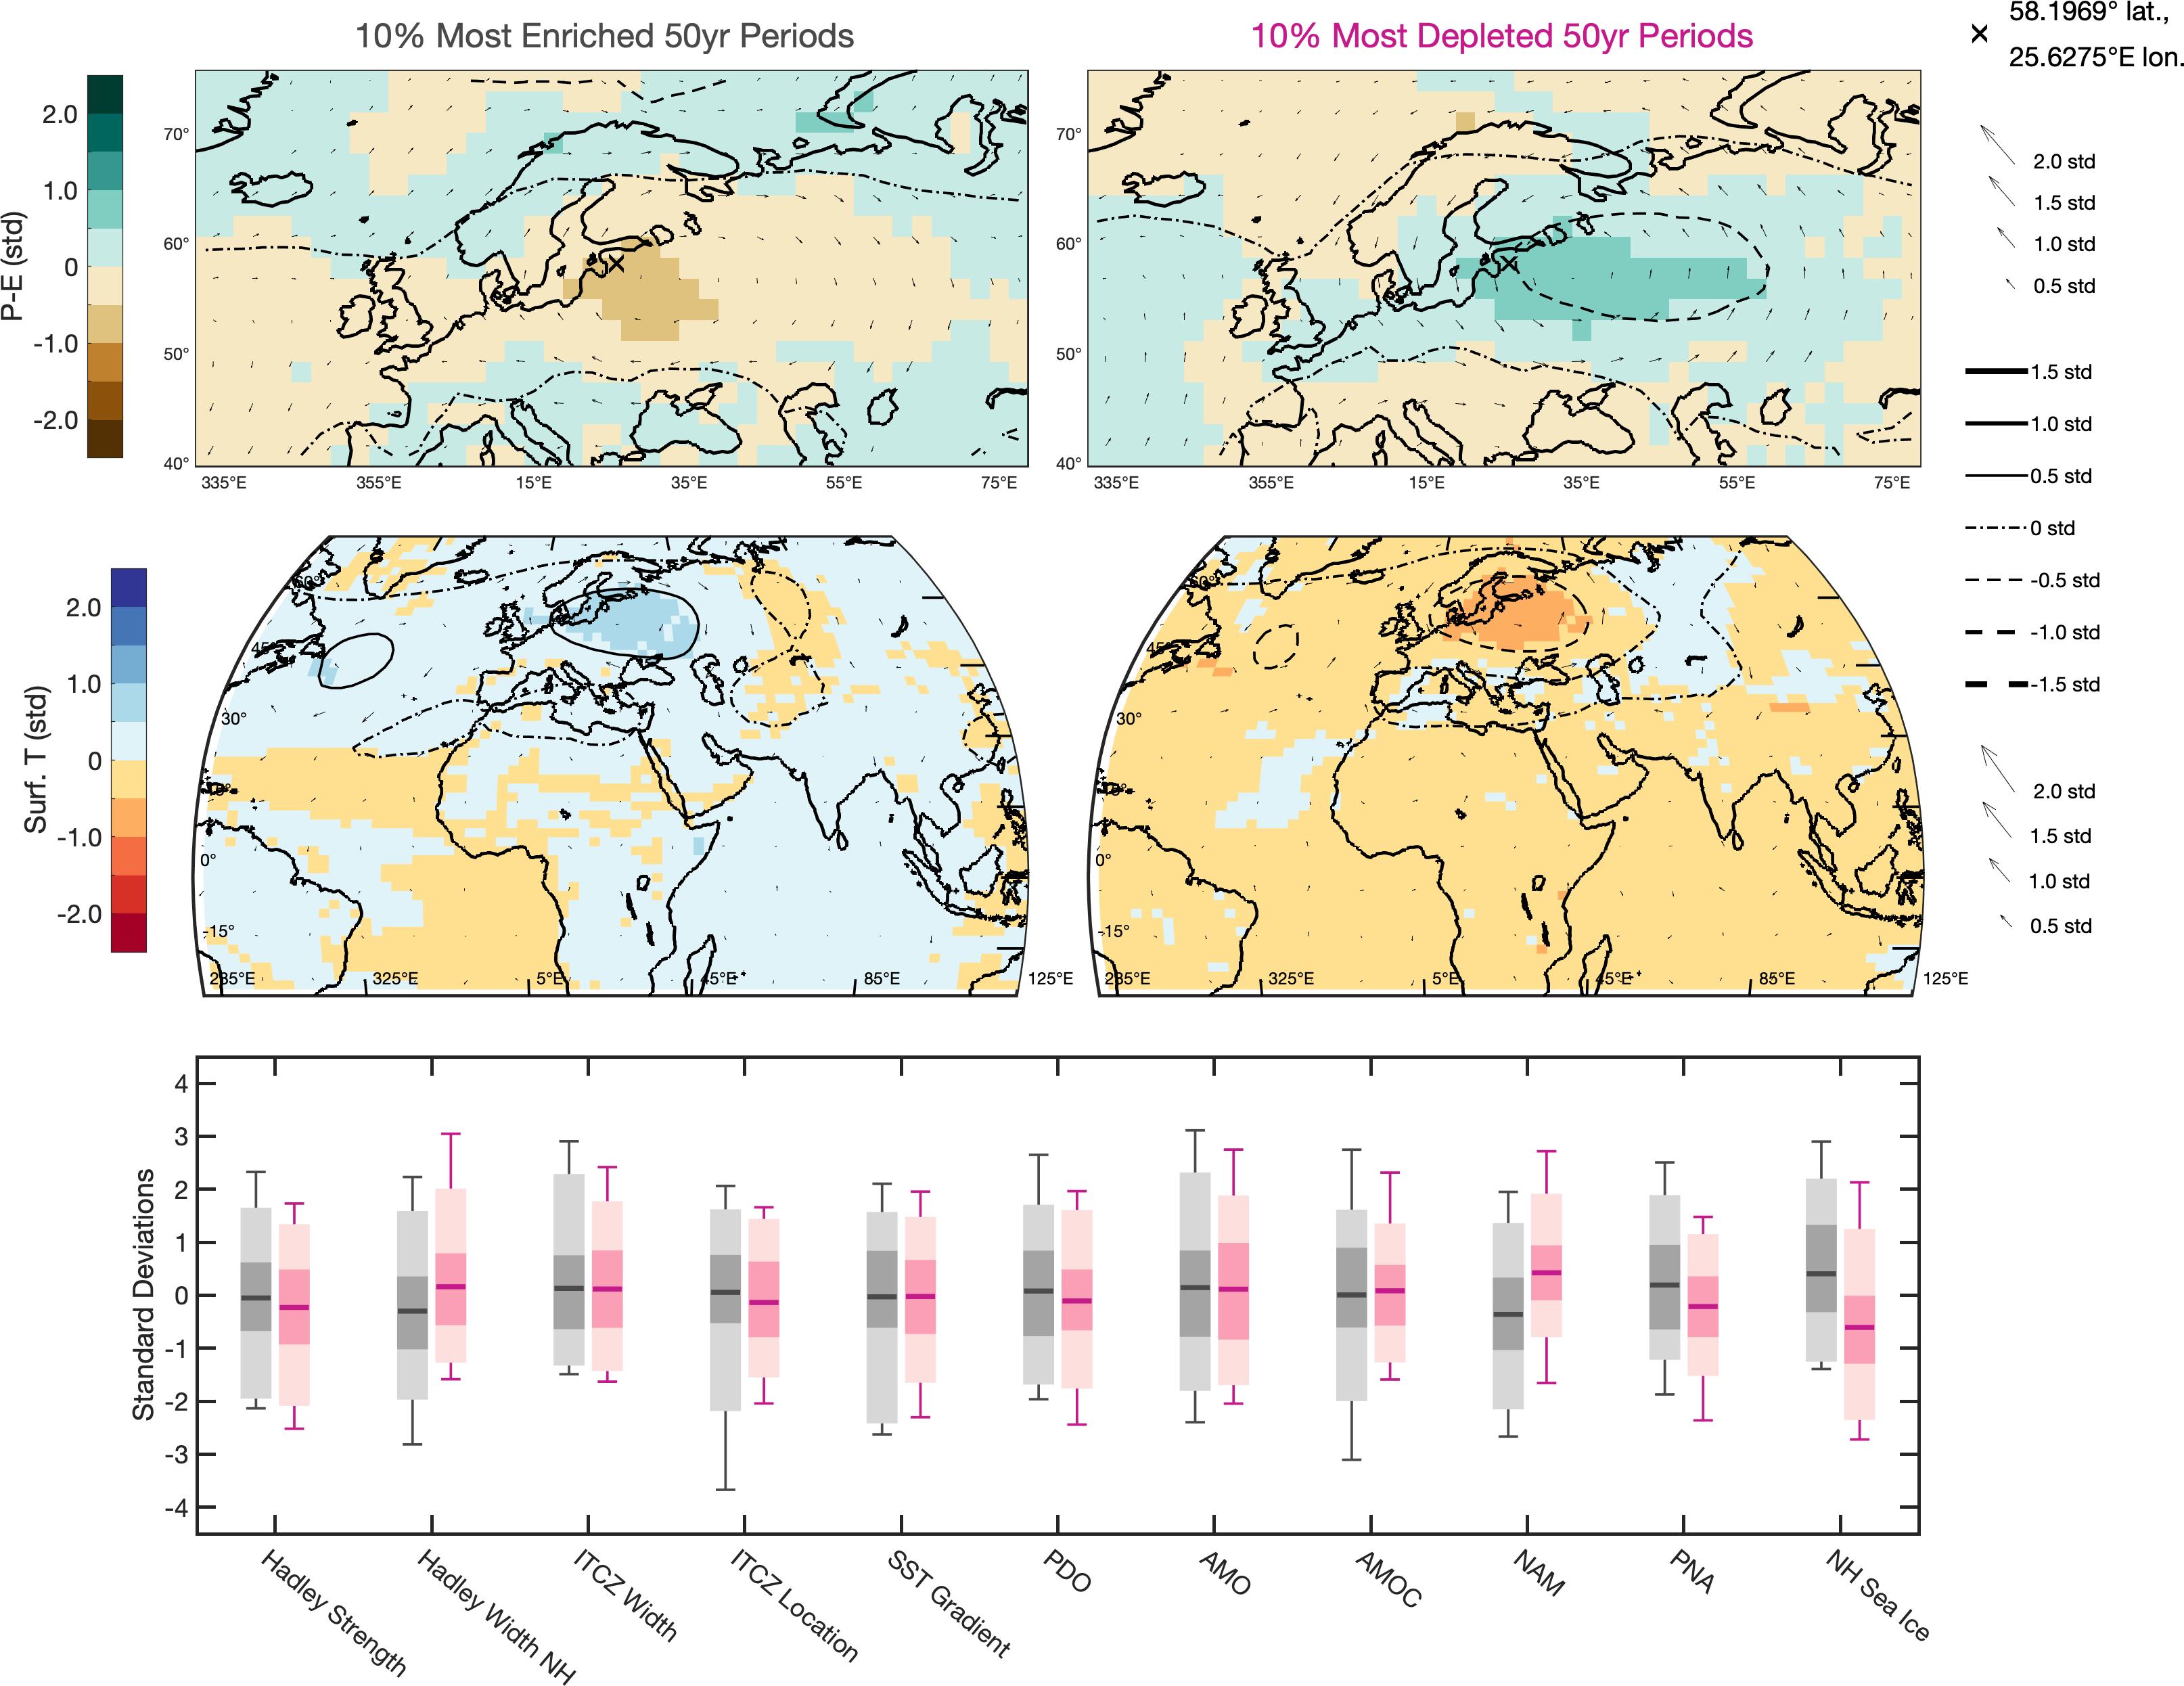 10% Most Enriched 50yr Periods
10% Most Depleted 50yr Periods
58.1969° lat.,
25.6275°E lon.
P-E (std)
2.0
1.0
0
-1.0
-2.0
70°
60°
50°
40°
335°E 355°E 15°E 35°E 55°E 75°E
70°
60°
50°
40°
335°E 355°E 15°E 35°E 55°E 75°E
2.0 std
1.5 std
1.0 std
0.5 std
1.5 std
1.0 std
0.5 std
0 std
-0.5 std
-1.0 std
-1.5 std
Surf. T (std)
2.0
1.0
0
-1.0
-2.0
60°
45°
30°
15°
0°
-15°
285°E 325°E 5°E 45°E 85°E 125°E
60°
45°
30°
15°
0°
-15°
285°E 325°E 5°E 45°E 85°E 125°E
2.0 std
1.5 std
1.0 std
0.5 std
Standard Deviations
4
3
2
1
0
-1
-2
-3
-4
Hadley Strength
Hadley Width NH
ITCZ Width
ITCZ Location
SST Gradient
PDO
AMO
AMOC
NAM
PNA
NH Sea Ice